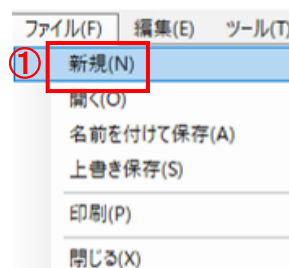 ファイル(F) 編集(E) ツール(T)
① 新規(N)
開く(O)
名前を付けて保存(A)
上書き保存(S)
印刷(P)
閉じる(X)